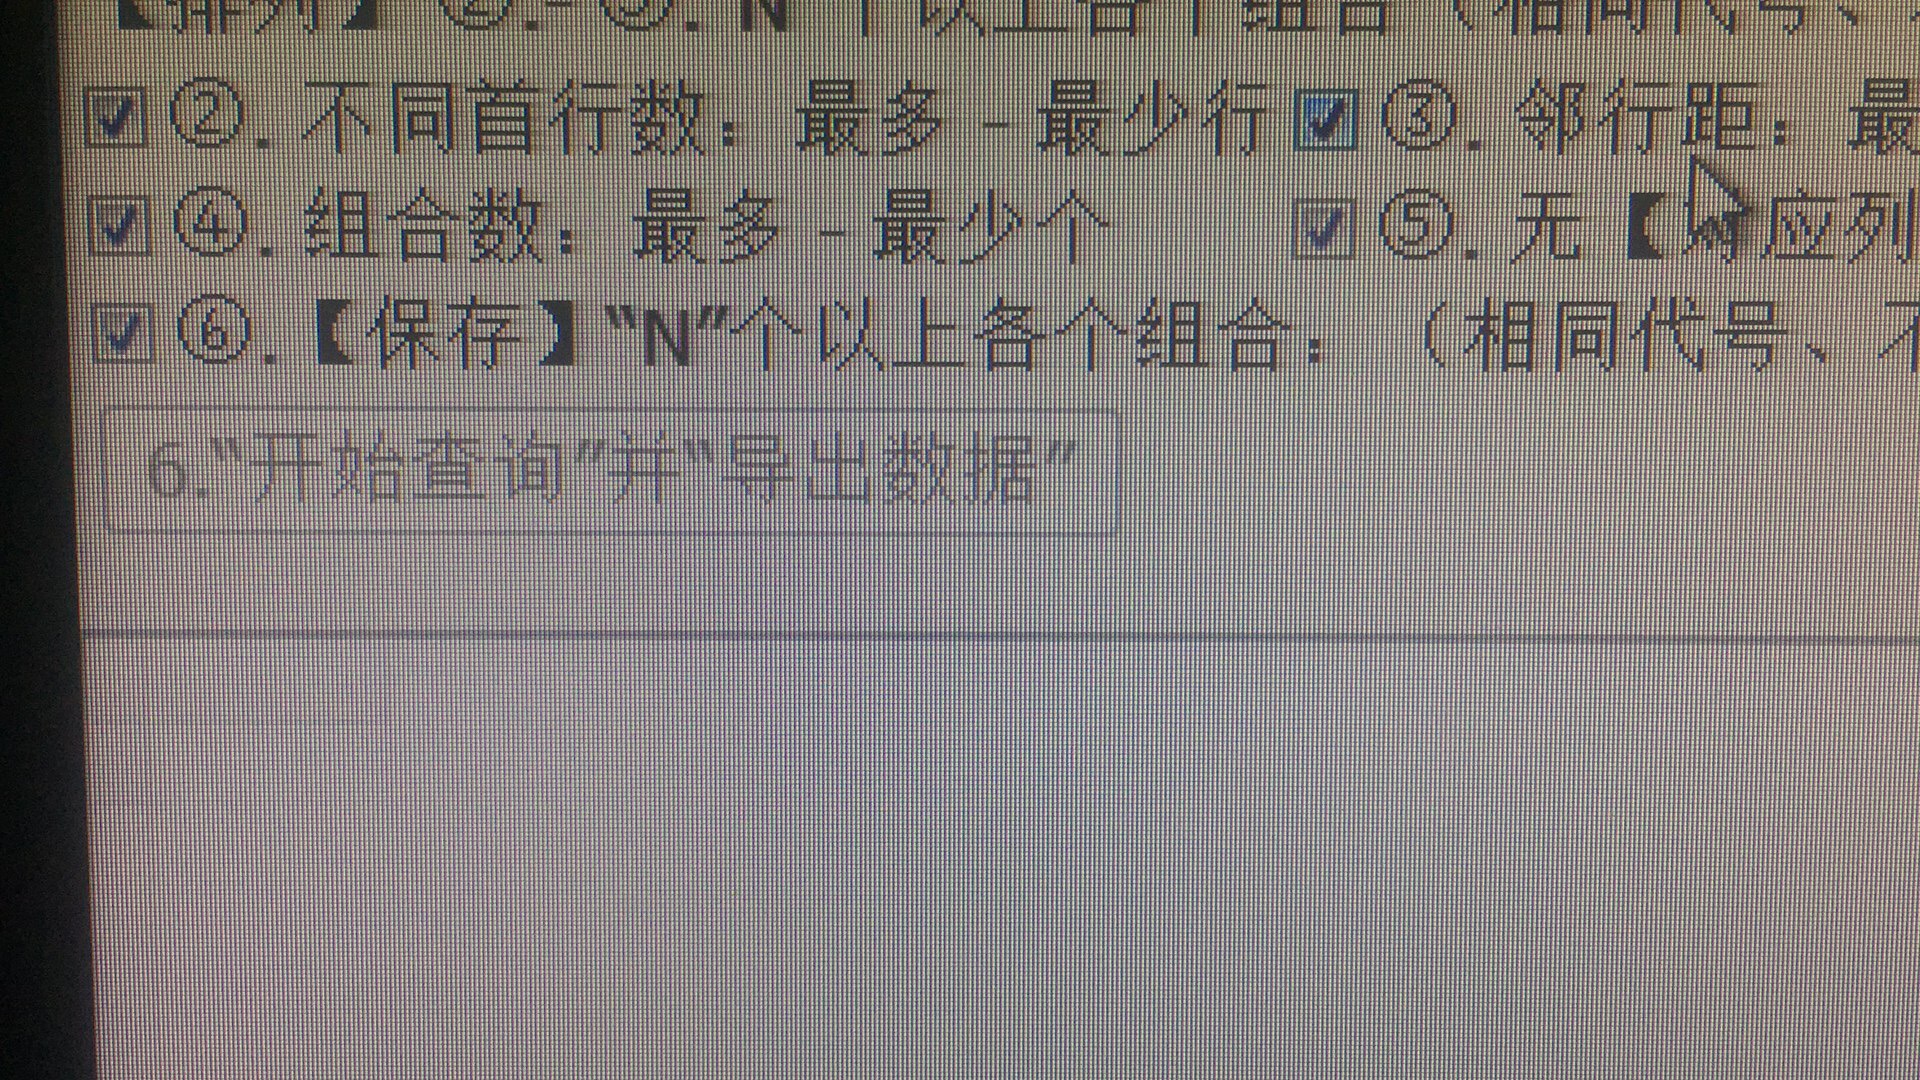 【排列】②.-⑤.“N”个以上各个组合（相同代号、
②.不同首行数：最多-最少行 ③.邻行距：最
④.组合数：最多-最少个 ⑤.无【对应列
⑥.【保存】“N”个以上各个组合：（相同代号、不
6.“开始查询”并“导出数据”